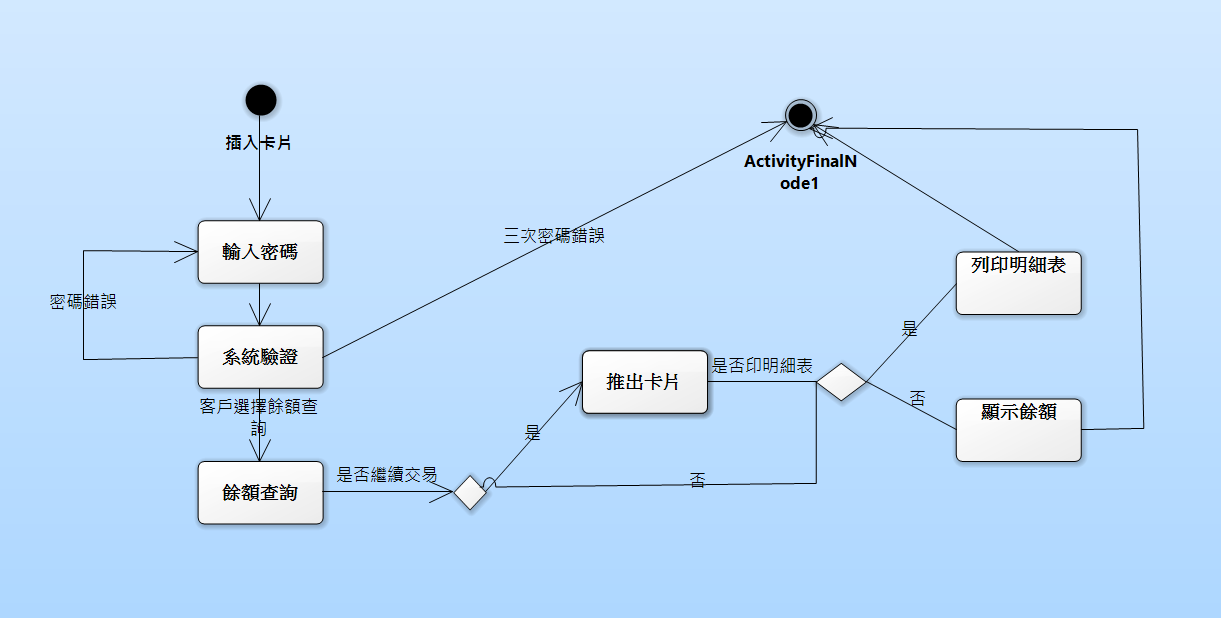 插入卡片
ActivityFinalN
ode1
輸入密碼
三次密碼錯誤
列印明細表
密碼錯誤
是
系統驗證
推出卡片
是否印明細表
客戶選擇餘額查
詢
否
顯示餘額
是
餘額查詢
是否繼續交易
否